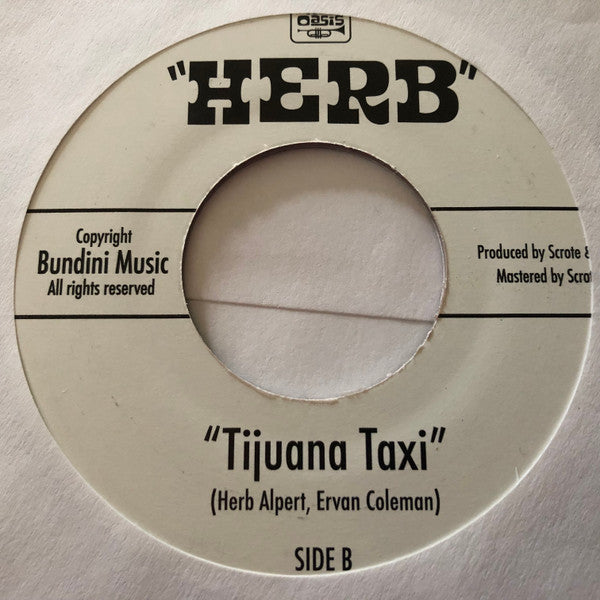 Oasis
"HERB"
Copyright
Bundini Music
All rights reserved
Produced by Scrote &
Mastered by Scrot
"Tijuana Taxi"
(Herb Alpert, Ervan Coleman)
SIDE B